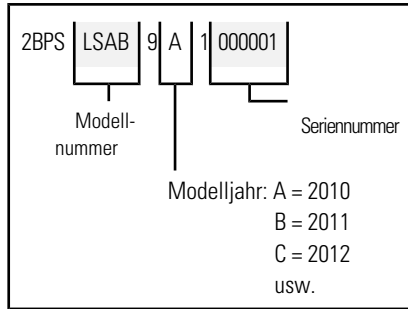 2BPS LSAB 9 A 1 000001
Modell-
nummer
Seriennummer
Modelljahr: A = 2010
B = 2011
C = 2012
usw.